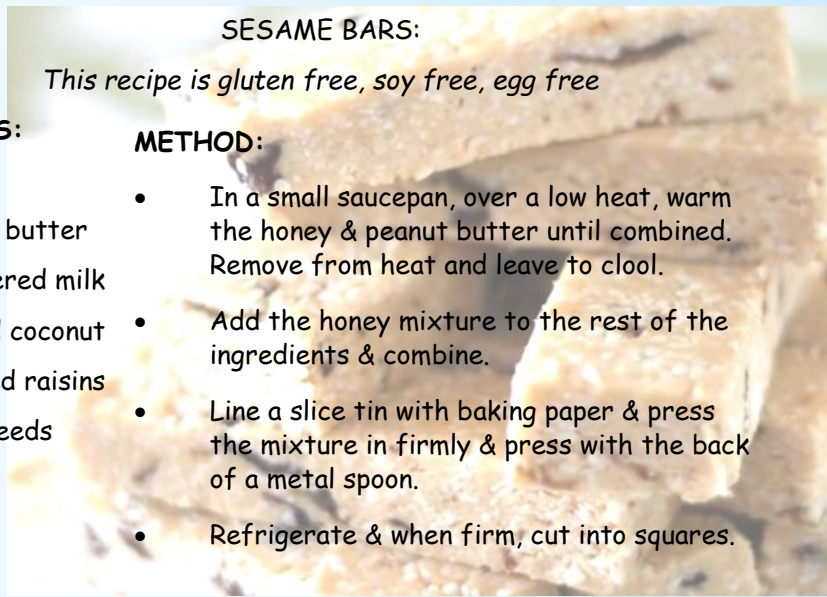 SESAME BARS:
This recipe is gluten free, soy free, egg free
S:
butter
ered milk
coconut
d raisins
eeds
METHOD:
• In a small saucepan, over a low heat, warm
the honey & peanut butter until combined.
Remove from heat and leave to clool.
• Add the honey mixture to the rest of the
ingredients & combine.
• Line a slice tin with baking paper & press
the mixture in firmly & press with the back
of a metal spoon.
• Refrigerate & when firm, cut into squares.